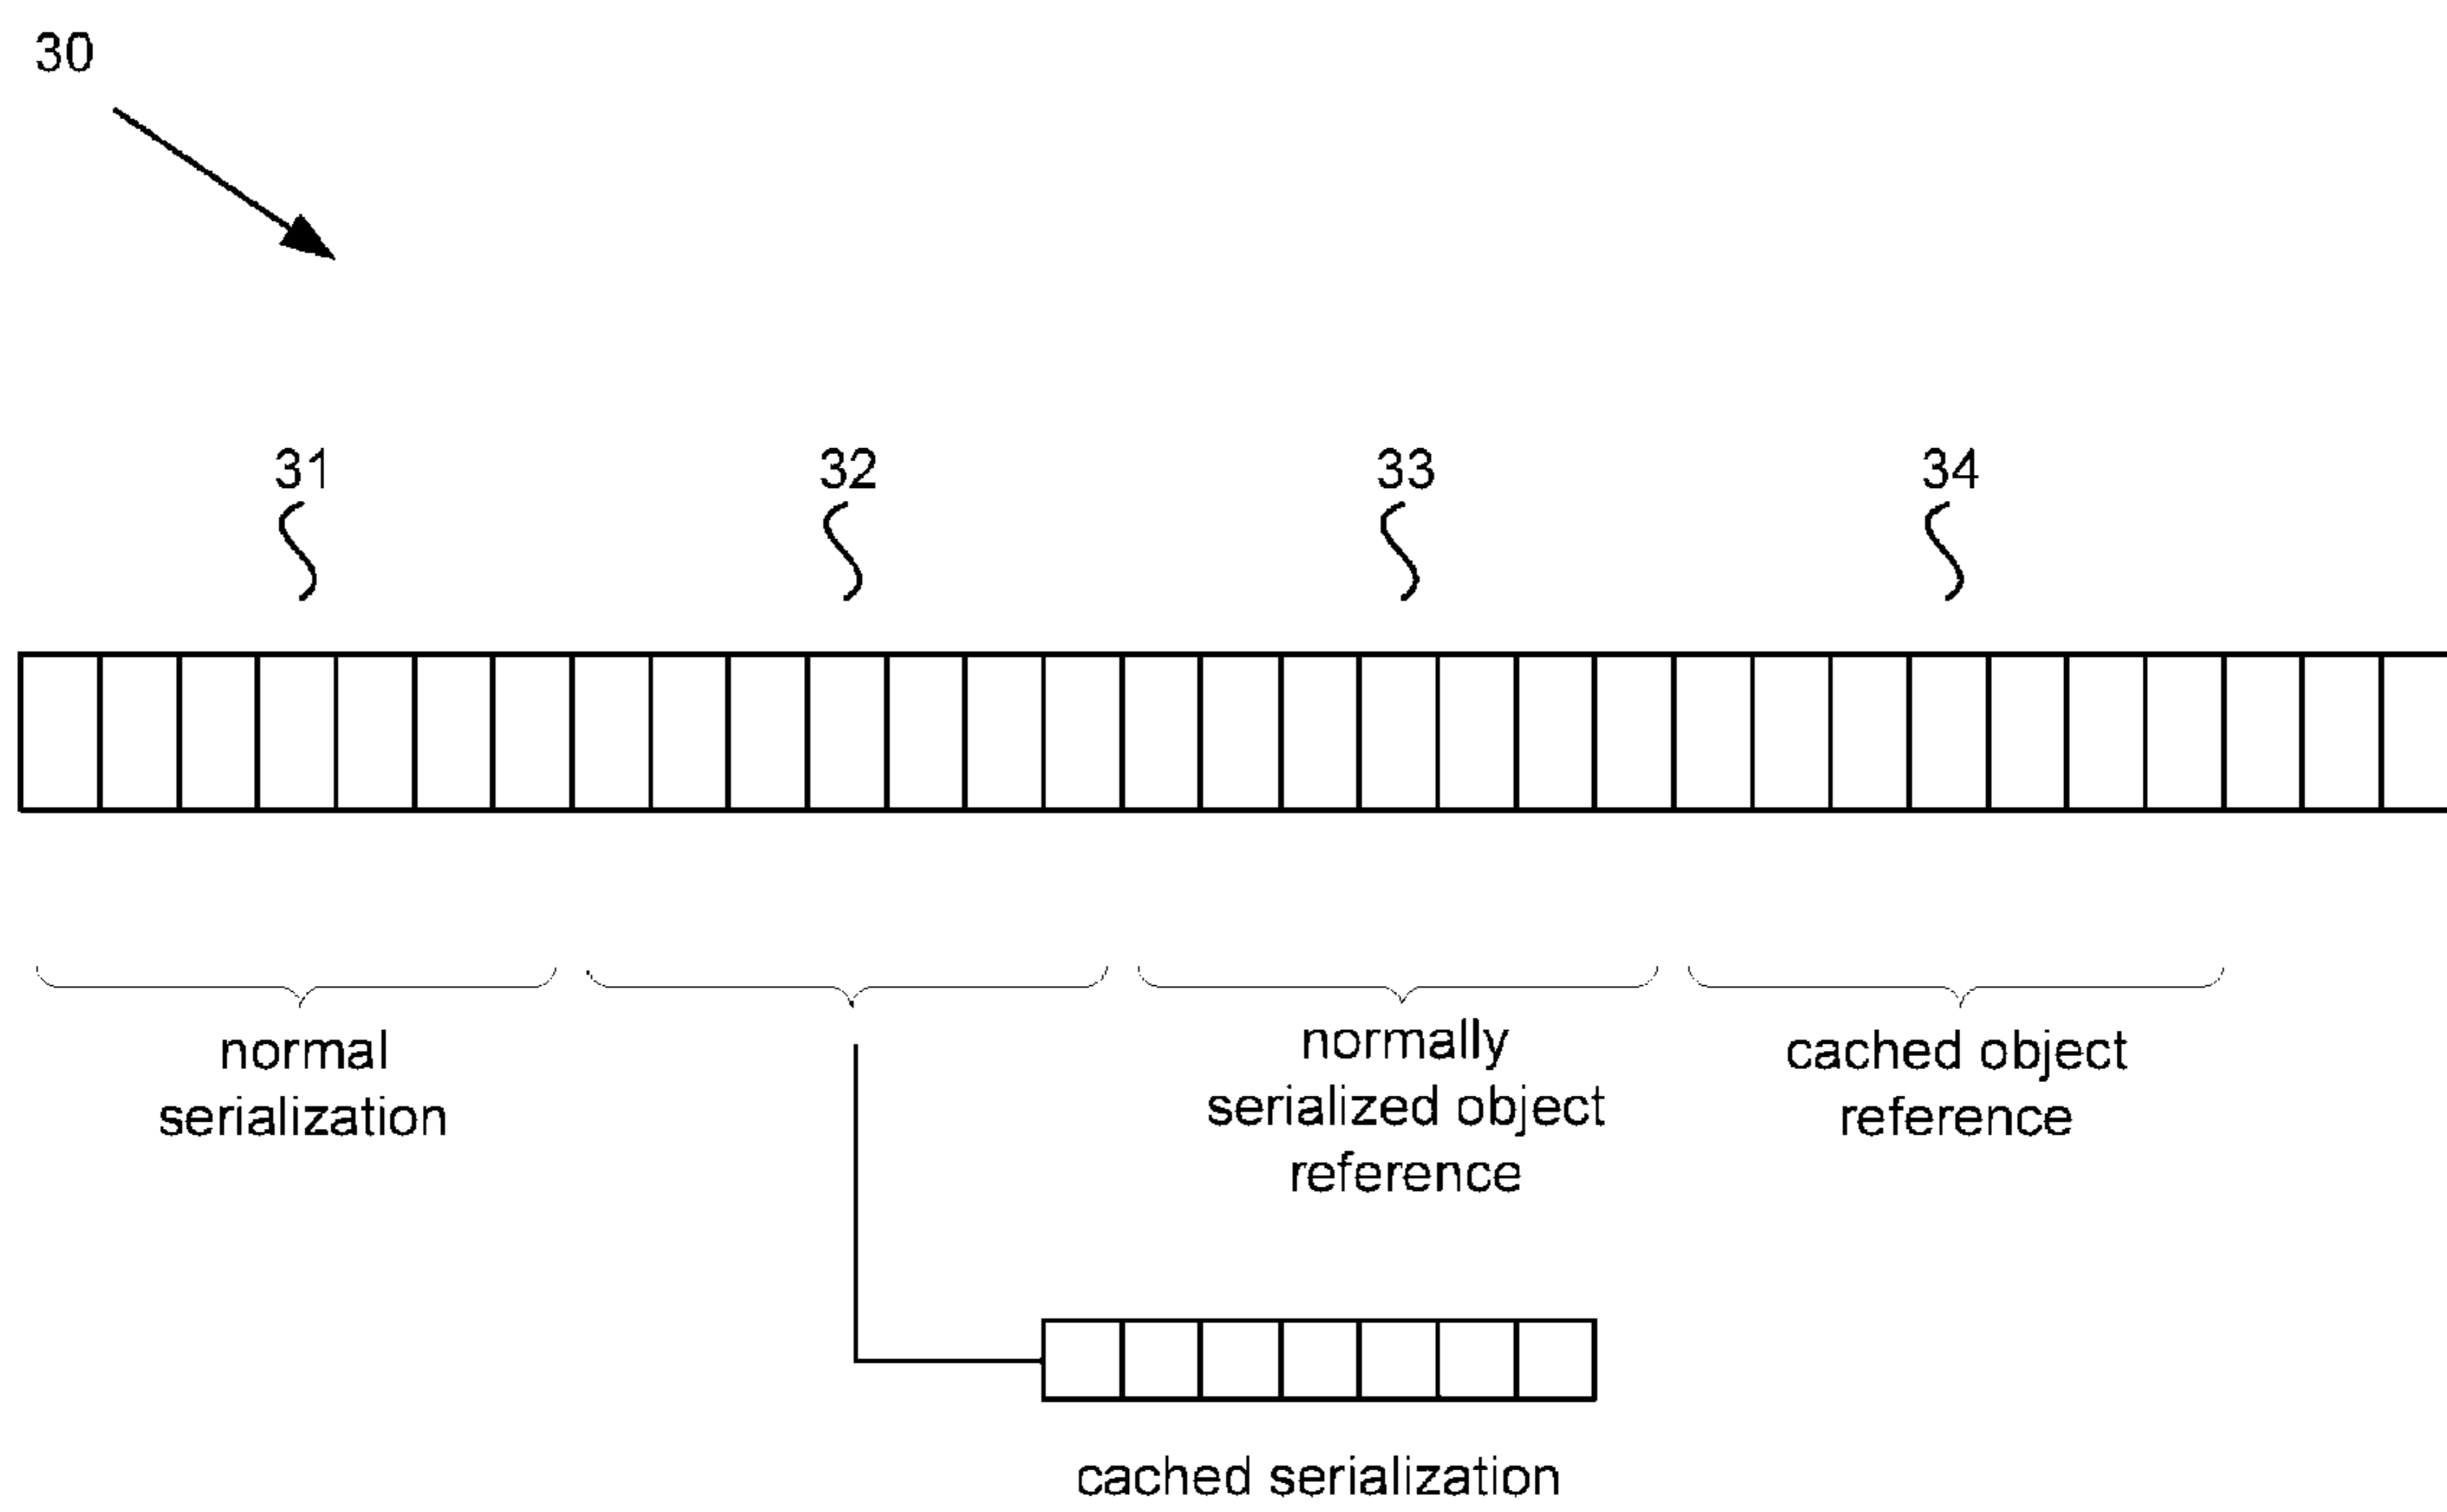 30
31
32
33
34
normal
serialization
normally
serialized object
reference
cached object
reference
cached serialization